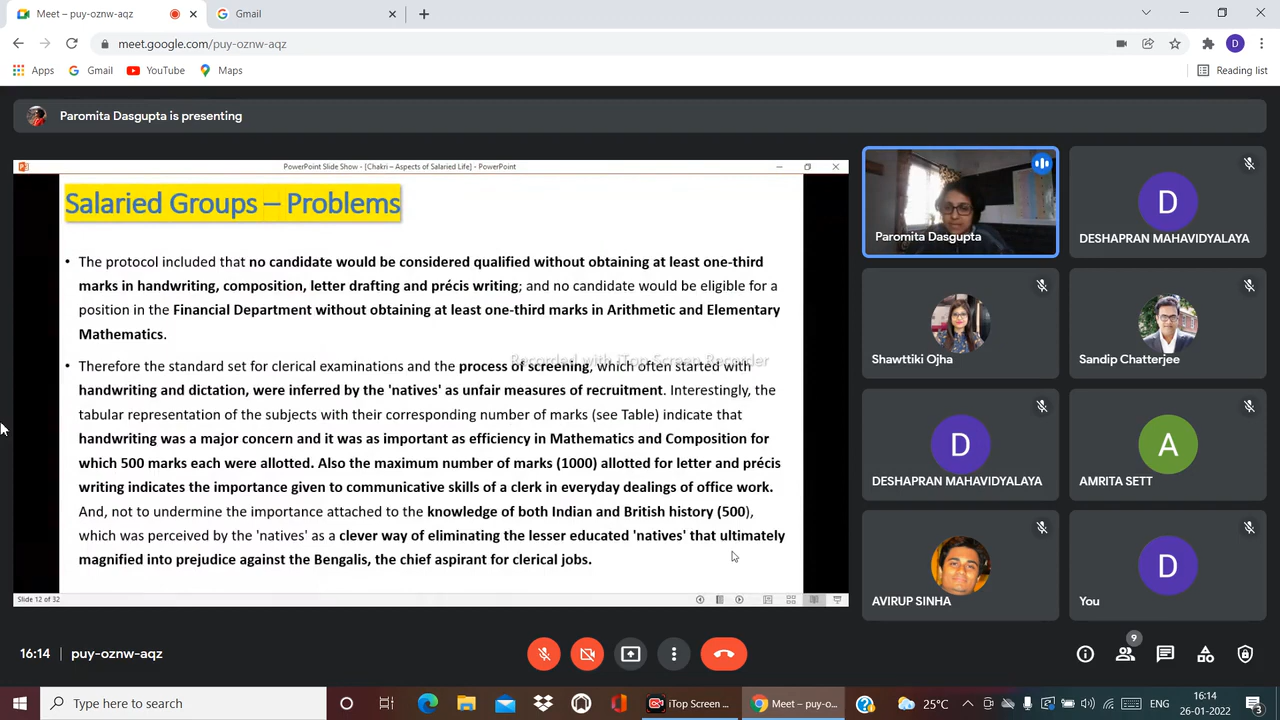 Meet – puy-oznw-aqz
Gmail
meet.google.com/puy-oznw-aqz
D
Apps
Gmail
YouTube
Maps
Reading list
Paromita Dasgupta is presenting
PowerPoint Slide Show - [Chakri – Aspects of Salaried Life] - PowerPoint
Salaried Groups – Problems
• The protocol included that no candidate would be considered qualified without obtaining at least one-third
marks in handwriting, composition, letter drafting and précis writing; and no candidate would be eligible for a
position in the Financial Department without obtaining at least one-third marks in Arithmetic and Elementary
Mathematics.
Recorded with iTop Screen Recorder
• Therefore the standard set for clerical examinations and the process of screening, which often started with
handwriting and dictation, were inferred by the 'natives' as unfair measures of recruitment. Interestingly, the
tabular representation of the subjects with their corresponding number of marks (see Table) indicate that
handwriting was a major concern and it was as important as efficiency in Mathematics and Composition for
which 500 marks each were allotted. Also the maximum number of marks (1000) allotted for letter and précis
writing indicates the importance given to communicative skills of a clerk in everyday dealings of office work.
And, not to undermine the importance attached to the knowledge of both Indian and British history (500),
which was perceived by the 'natives' as a clever way of eliminating the lesser educated 'natives' that ultimately
magnified into prejudice against the Bengalis, the chief aspirant for clerical jobs.
Slide 12 of 32
Paromita Dasgupta
D
DESHAPRAN MAHAVIDYALAYA
Shawttiki Ojha
Sandip Chatterjee
D
DESHAPRAN MAHAVIDYALAYA
A
AMRITA SETT
AVIRUP SINHA
D
You
16:14 | puy-oznw-aqz
9
Type here to search
iTop Screen ...
Meet – puy-o...
25°C
ENG
16:14
26-01-2022
3